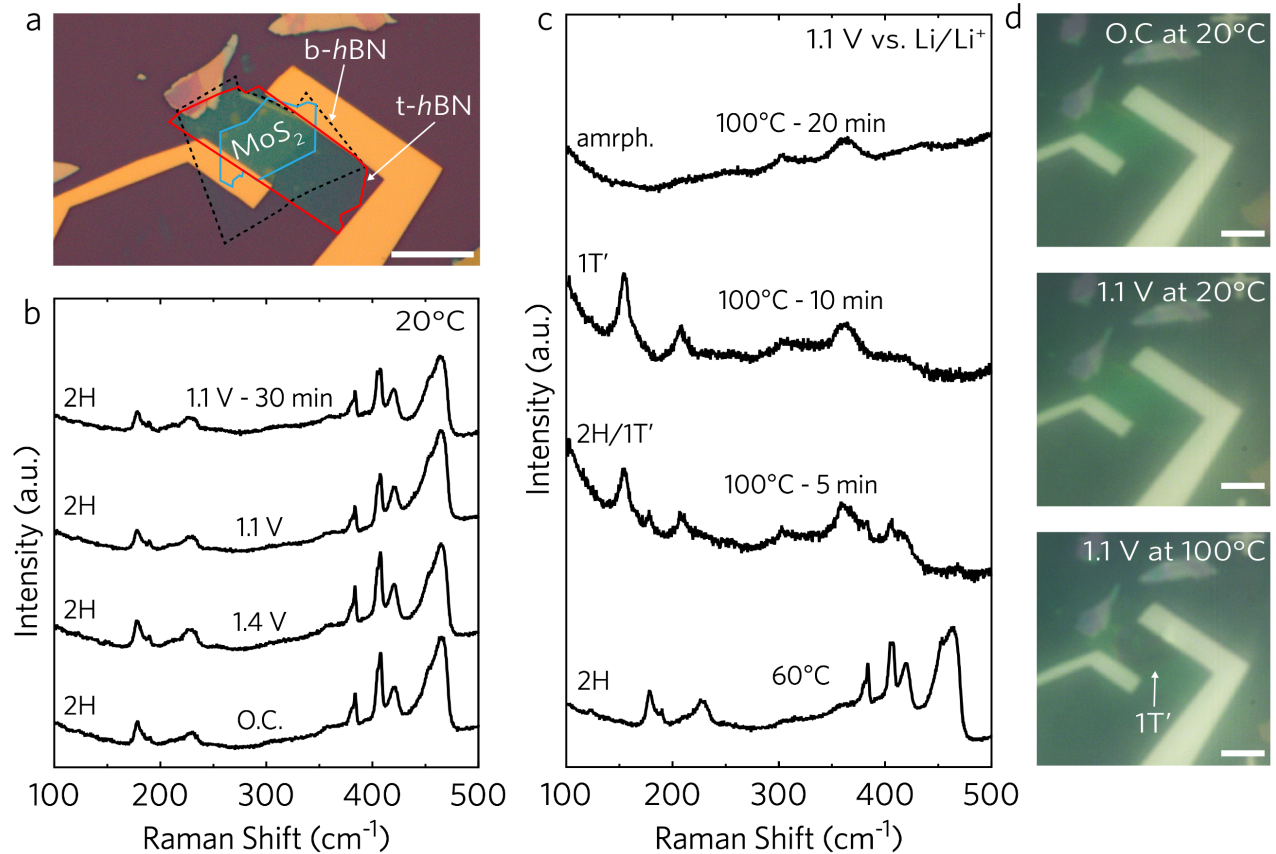 a
b-hBN
t-hBN
MoS₂
b
20°C
2H
1.1 V - 30 min
2H
1.1 V
2H
1.4 V
2H
O.C.
100 200 300 400 500
Raman Shift (cm⁻¹)
Intensity (a.u.)
c
1.1 V vs. Li/Li⁺
amrph.
100°C - 20 min
1T′
100°C - 10 min
2H/1T′
100°C - 5 min
2H
60°C
100 200 300 400 500
Raman Shift (cm⁻¹)
Intensity (a.u.)
d
O.C at 20°C
1.1 V at 20°C
1.1 V at 100°C
1T′